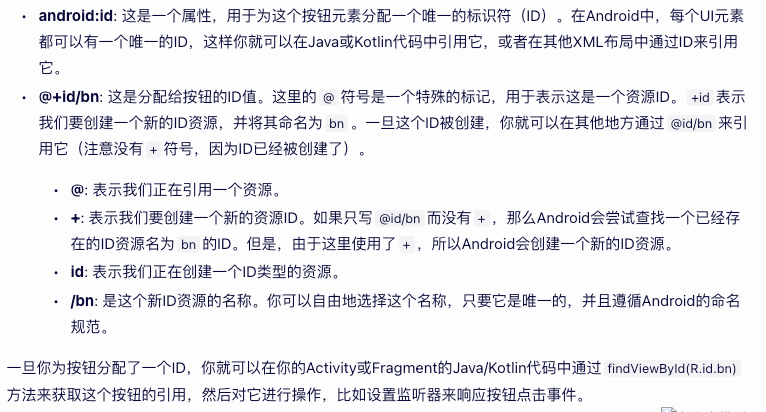 • android:id: 这是一个属性，用于为这个按钮元素分配一个唯一的标识符（ID）。在Android中，每个UI元素
都可以有一个唯一的ID，这样你就可以在Java或Kotlin代码中引用它，或者在其他XML布局中通过ID来引用
它。
• @+id/bn: 这是分配给按钮的ID值。这里的 @ 符号是一个特殊的标记，用于表示这是一个资源ID。 +id 表示
我们要创建一个新的ID资源，并将其命名为 bn 。一旦这个ID被创建，你就可以在其他地方通过 @id/bn 来引
用它（注意没有 + 符号，因为ID已经被创建了）。
• @: 表示我们正在引用一个资源。
• +: 表示我们要创建一个新的资源ID。如果只写 @id/bn 而没有 + ，那么Android会尝试查找一个已经存
在的ID资源名为 bn 的ID。但是，由于这里使用了 + ，所以Android会创建一个新的ID资源。
• id: 表示我们正在创建一个ID类型的资源。
• /bn: 是这个新ID资源的名称。你可以自由地选择这个名称，只要它是唯一的，并且遵循Android的命名
规范。
一旦你为按钮分配了一个ID，你就可以在你的Activity或Fragment的Java/Kotlin代码中通过 findViewById(R.id.bn)
方法来获取这个按钮的引用，然后对它进行操作，比如设置监听器来响应按钮点击事件。